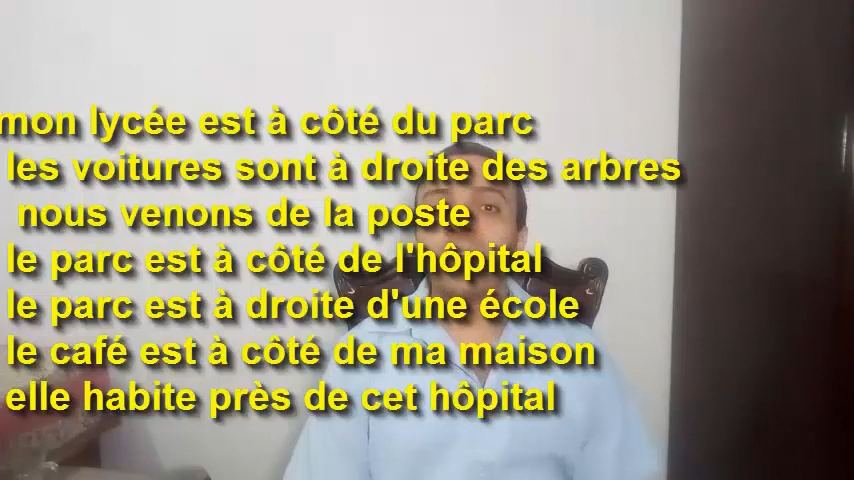 mon lycée est à côté du parc
les voitures sont à droite des arbres
nous venons de la poste
le parc est à côté de l'hôpital
le parc est à droite d'une école
le café est à côté de ma maison
elle habite près de cet hôpital